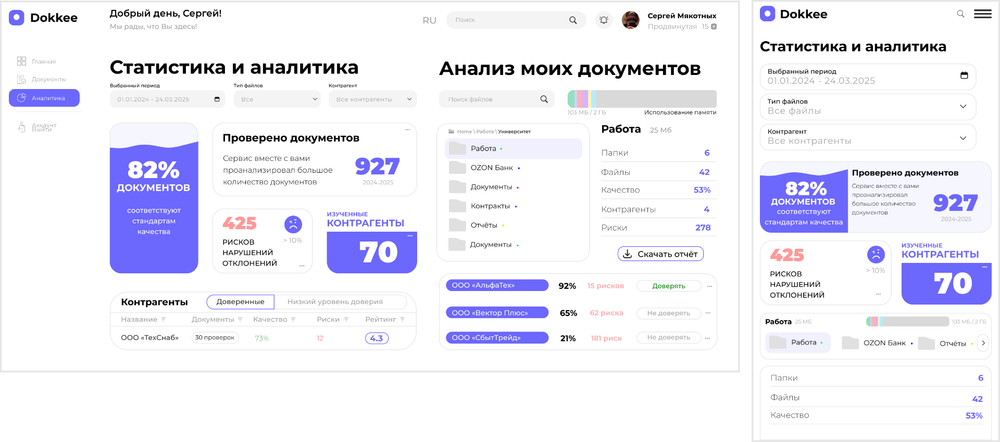 Dokkee
Добрый день, Сергей!
Мы рады, что Вы здесь!
RU
Поиск
Сергей Мякотных
Продвинутая 15
Главная
Документы
Аналитика
Аккаунт
Выйти
Статистика и аналитика
Выбранный период
Тип файлов
Контрагент
01.01.2024 - 24.03.2025
Все
Все контрагенты
82%
ДОКУМЕНТОВ
соответствуют
стандартам
качества
Проверено документов
Сервис вместе с вами
проанализировал большое
количество документов
927
2024-2025
425
> 10%
РИСКОВ
НАРУШЕНИЙ
ОТКЛОНЕНИЙ
ИЗУЧЕННЫЕ
КОНТРАГЕНТЫ
70
Контрагенты
Доверенные
Низкий уровень доверия
Название
Документы
Качество
Риски
Рейтинг
ООО «ТехСнаб»
30 проверок
73%
12
4.3
Анализ моих документов
Поиск файлов
103 МБ / 2 ГБ
Использование памяти
Home \ Работа \ Университет
Работа
OZON Банк
Документы
Контракты
Отчёты
Документы
Работа 25 Мб
Папки 6
Файлы 42
Качество 53%
Контрагенты 4
Риски 278
Скачать отчёт
ООО «АльфаТех» 92% 15 рисков Доверять
ООО «Вектор Плюс» 65% 62 риска Не доверять
ООО «СбытТрейд» 21% 181 риск Не доверять
Dokkee
Статистика и аналитика
Выбранный период
01.01.2024 - 24.03.2025
Тип файлов
Все файлы
Контрагент
Все контрагенты
82%
ДОКУМЕНТОВ
соответствуют
стандартам качества
Проверено документов
Сервис вместе с вами
проанализировал
большое количество
документов
927
2024-2025
425
> 10%
РИСКОВ
НАРУШЕНИЙ
ОТКЛОНЕНИЙ
ИЗУЧЕННЫЕ
КОНТРАГЕНТЫ
70
Работа 25 МБ
103 МБ / 2 ГБ
Работа
OZON Банк
Отчёты
Папки 6
Файлы 42
Качество 53%